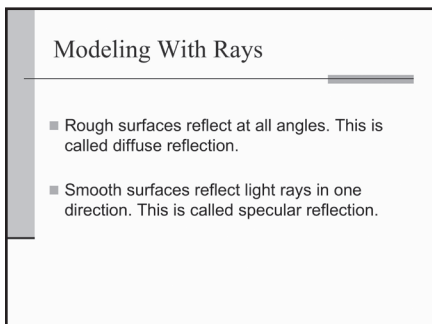 Modeling With Rays
Rough surfaces reflect at all angles. This is
called diffuse reflection.
Smooth surfaces reflect light rays in one
direction. This is called specular reflection.